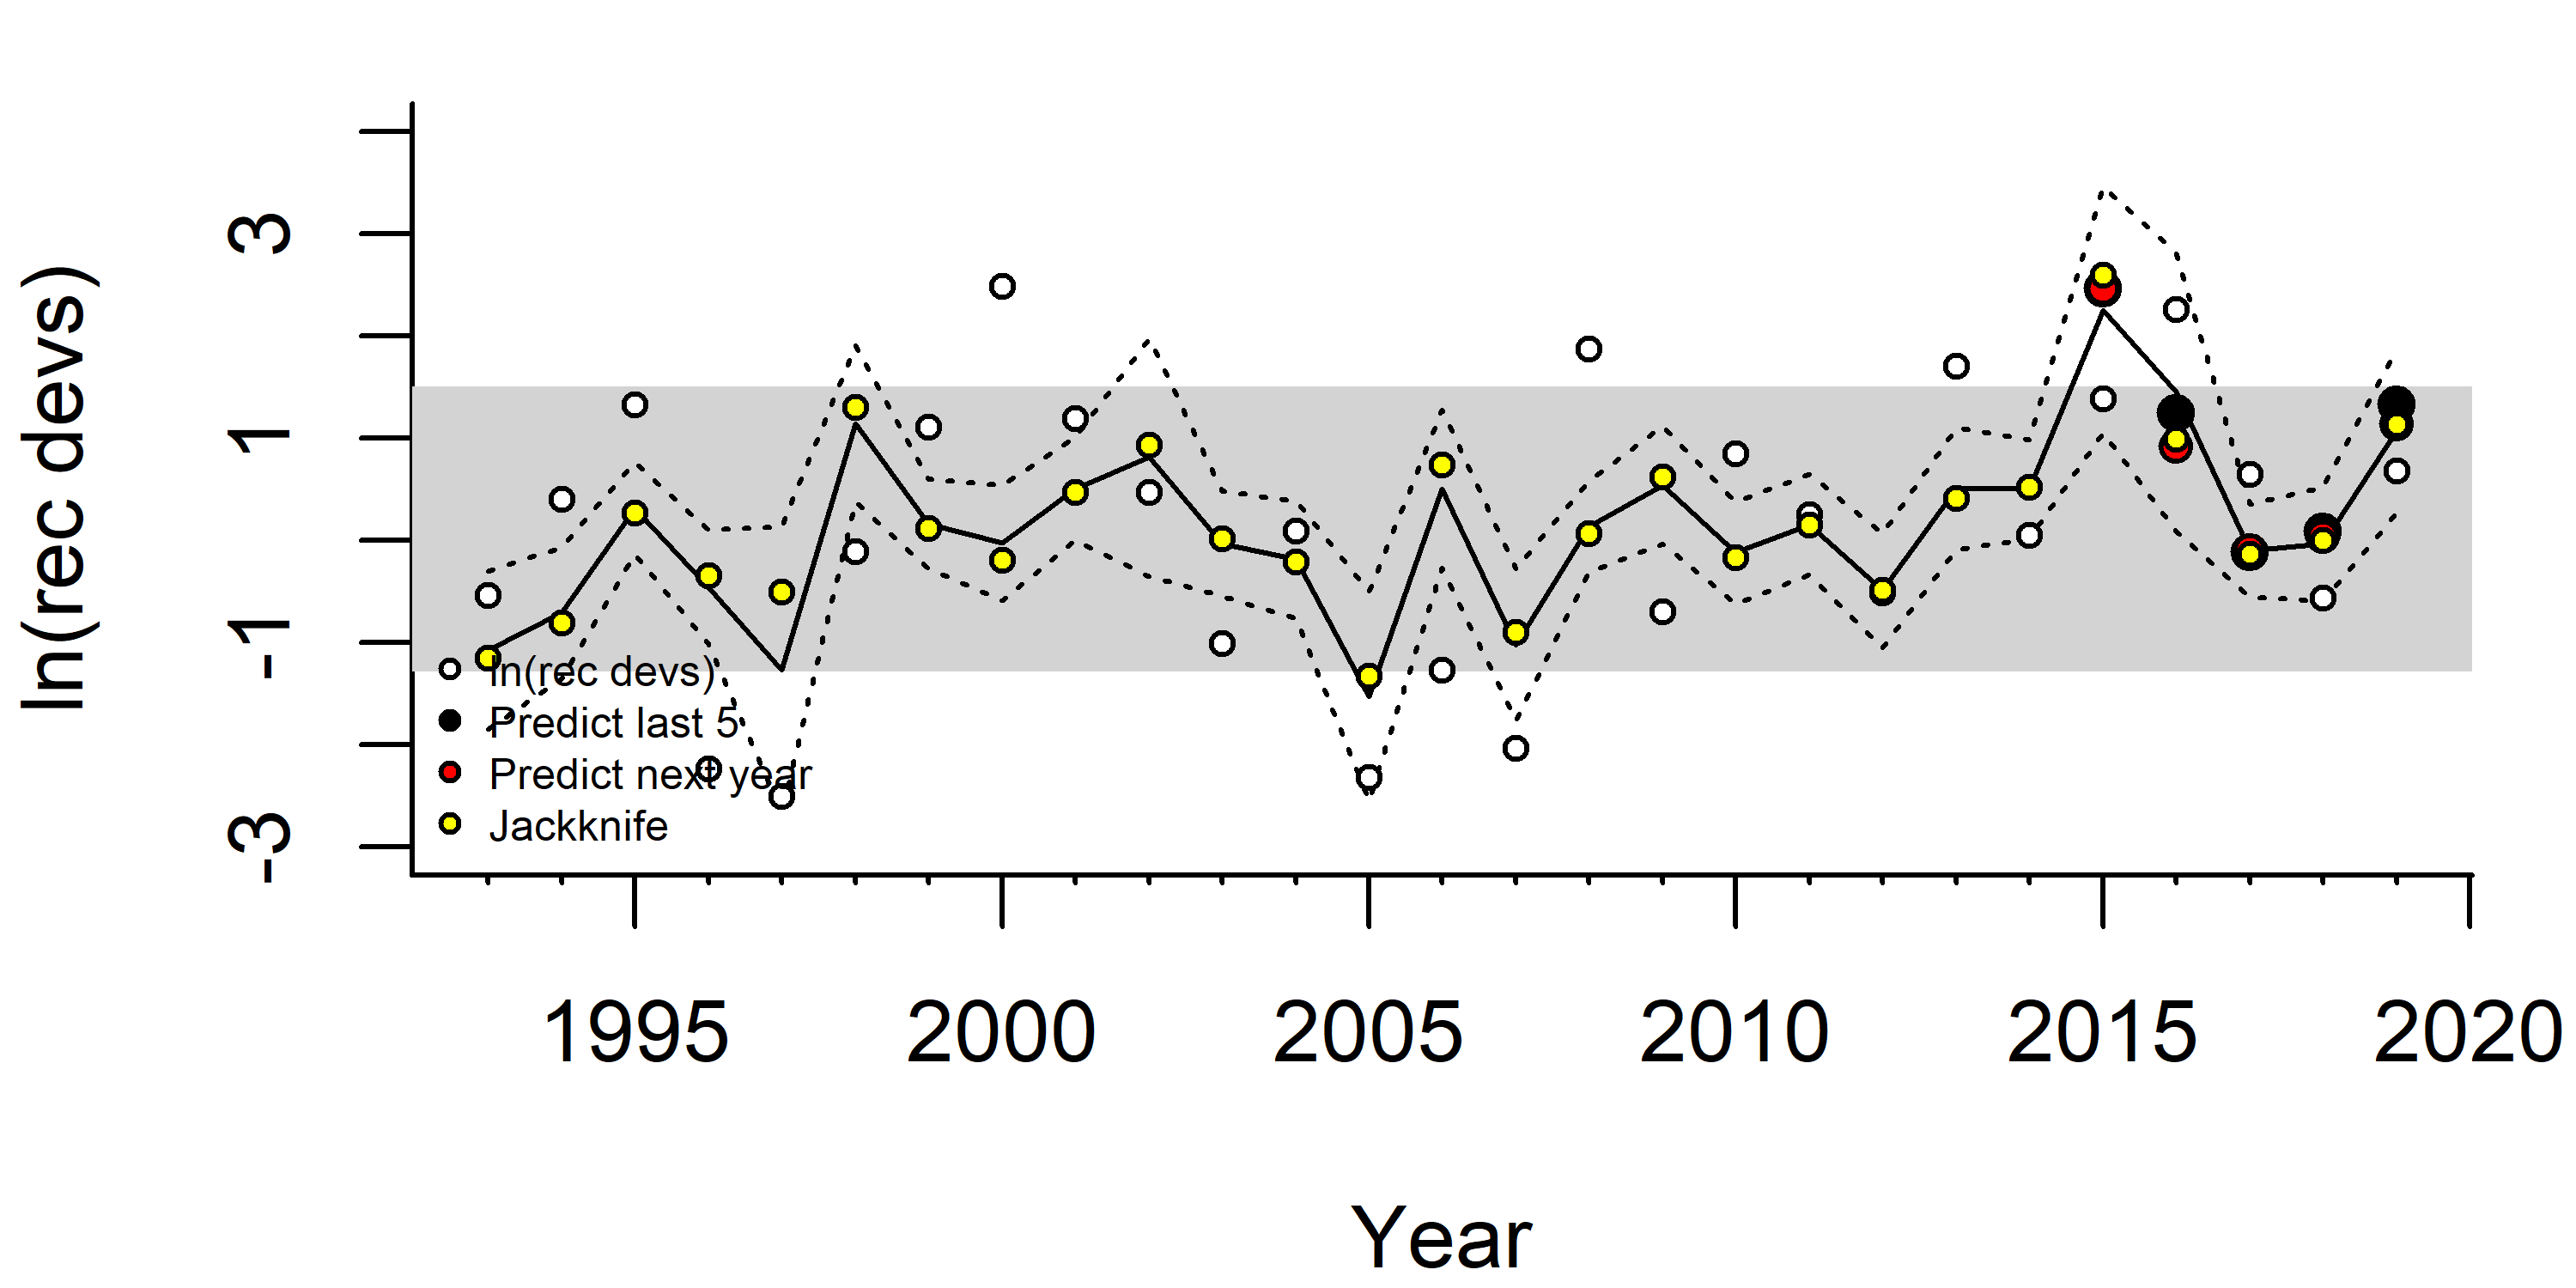 ln(rec devs)
3
1
-1
-3
ln(rec devs)
Predict last 5
Predict next year
Jackknife
1995 2000 2005 2010 2015 2020
Year